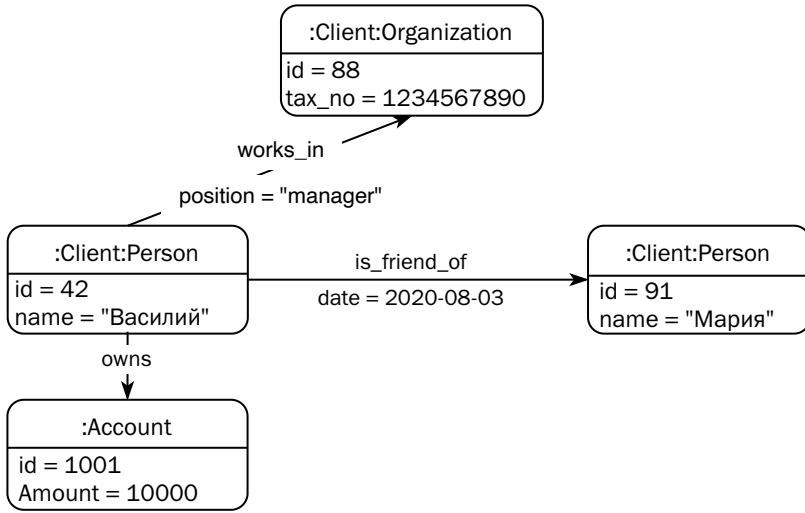 :Client:Organization
id = 88
tax_no = 1234567890
works_in
position = "manager"
:Client:Person
id = 42
name = "Василий"
is_friend_of
date = 2020-08-03
:Client:Person
id = 91
name = "Мария"
owns
:Account
id = 1001
Amount = 10000